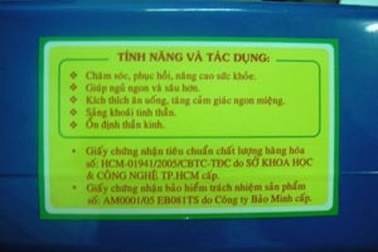 TÍNH NĂNG VÀ TÁC DỤNG:
❖ Chăm sóc, phục hồi, nâng cao sức khỏe.
❖ Giúp ngủ ngon và sâu hơn.
❖ Kích thích ăn uống, tăng cảm giác ngon miệng.
❖ Sảng khoái tinh thần.
❖ Ổn định thần kinh.
• Giấy chứng nhận tiêu chuẩn chất lượng hàng hóa
số: HCM-01941/2005/CBTC-TĐC do SỞ KHOA HỌC
& CÔNG NGHỆ TP.HCM cấp.
• Giấy chứng nhận bảo hiểm trách nhiệm sản phẩm
số: AM0001/05 EB081TS do Công ty Bảo Minh cấp.